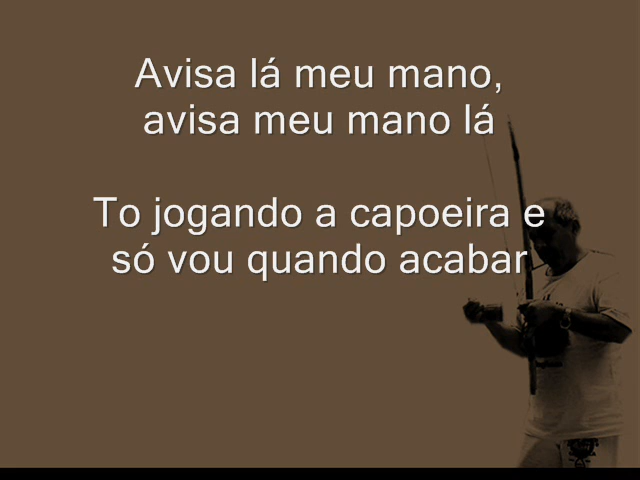 Avisa lá meu mano,
avisa meu mano lá
To jogando a capoeira e
só vou quando acabar